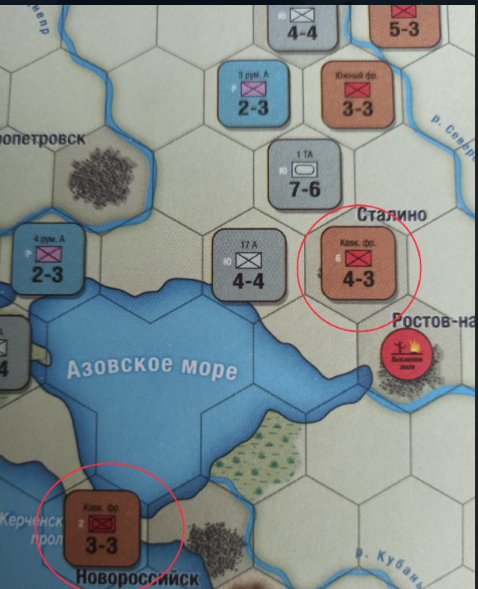 непр
Ю
4-4
5-3
3 рум. А
Р
2-3
Южный фр.
3-3
р. Северс
ропетровск
1 ТА
Ю
7-6
Сталино
4 рум. А
Р
2-3
17 А
Ю
4-4
Кавк. фр.
6
4-3
Ростов-на
Выжженная земля
А
4
Азовское море
Кавк. фр.
2
3-3
Керченск
прол
Новороссийск
р. Кубань